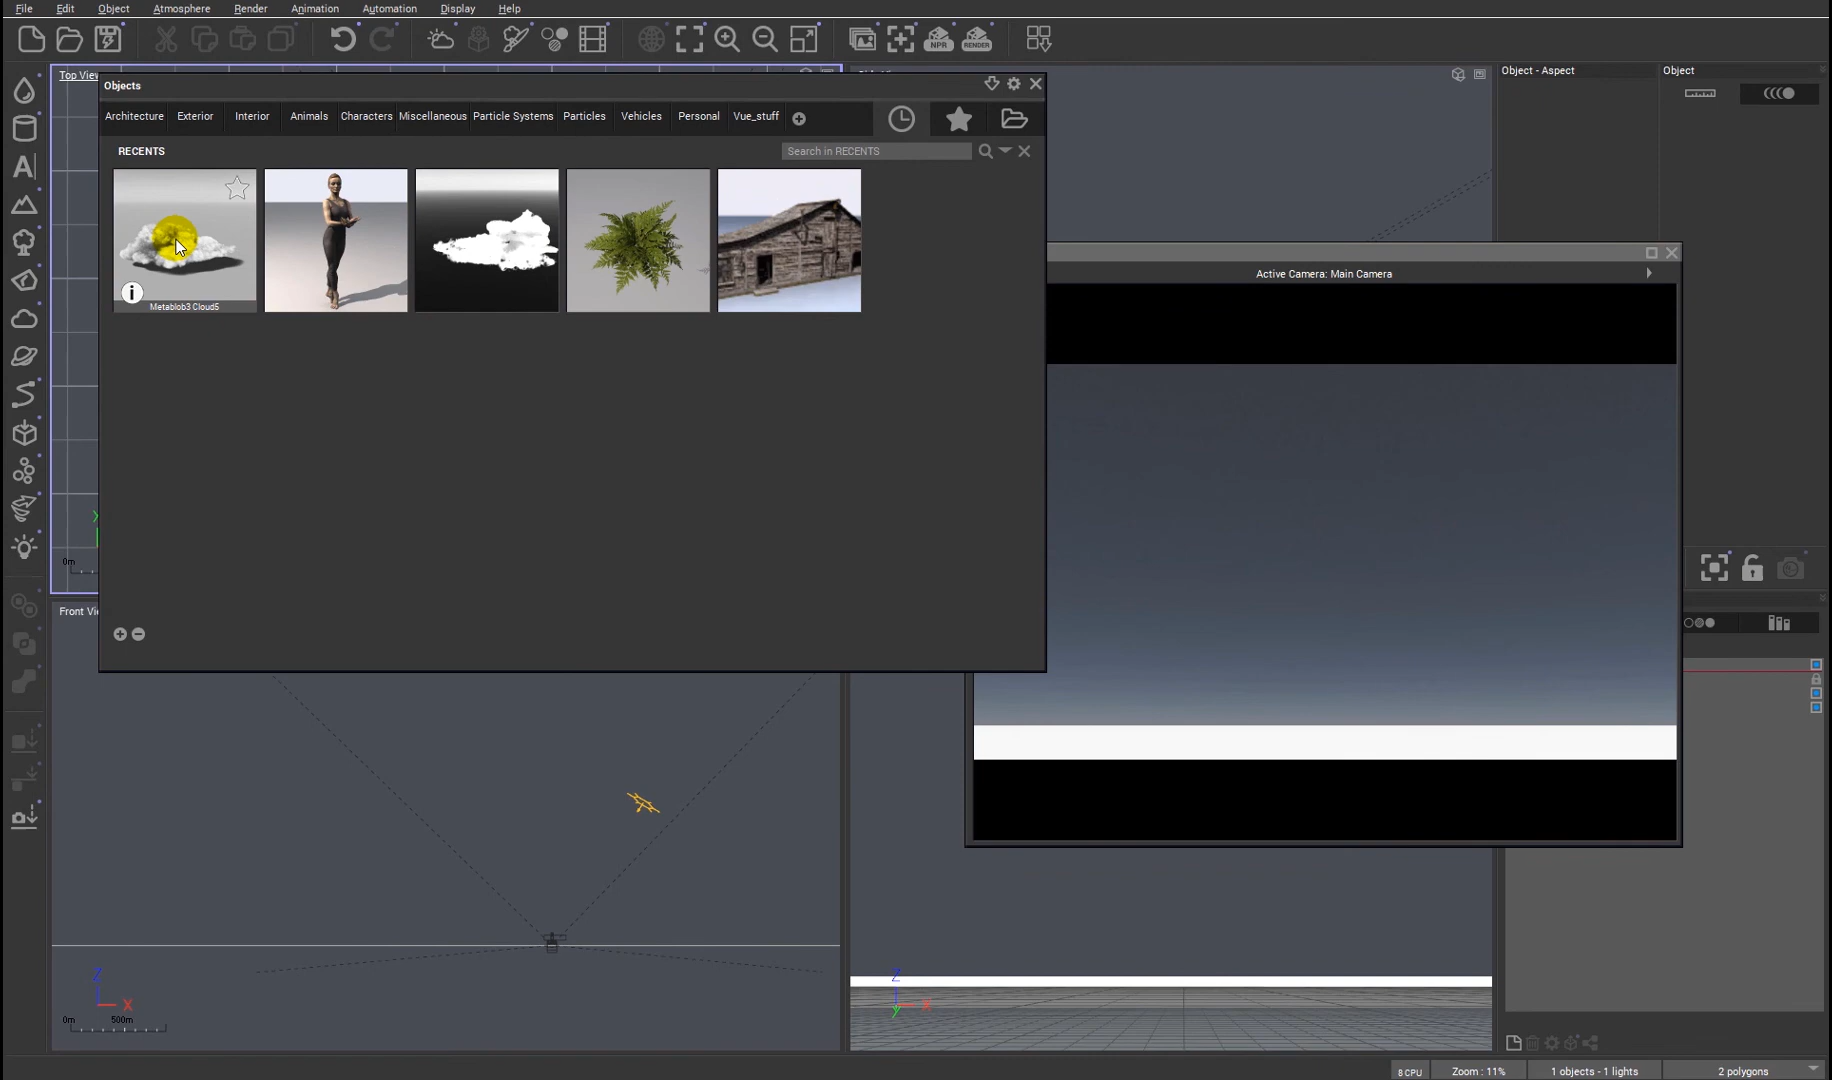 File Edit Object Atmosphere Render Animation Automation Display Help
NPR RENDER
Top View
Objects
Object - Aspect
Object
Architecture Exterior Interior Animals Characters Miscellaneous Particle Systems Particles Vehicles Personal Vue_stuff
RECENTS
Search in RECENTS
Metablob3 Cloud5
Active Camera: Main Camera
0m
Front
Z
X
0m 500m
Z
X
Y
8 CPU
Zoom : 11%
1 objects - 1 lights
2 polygons